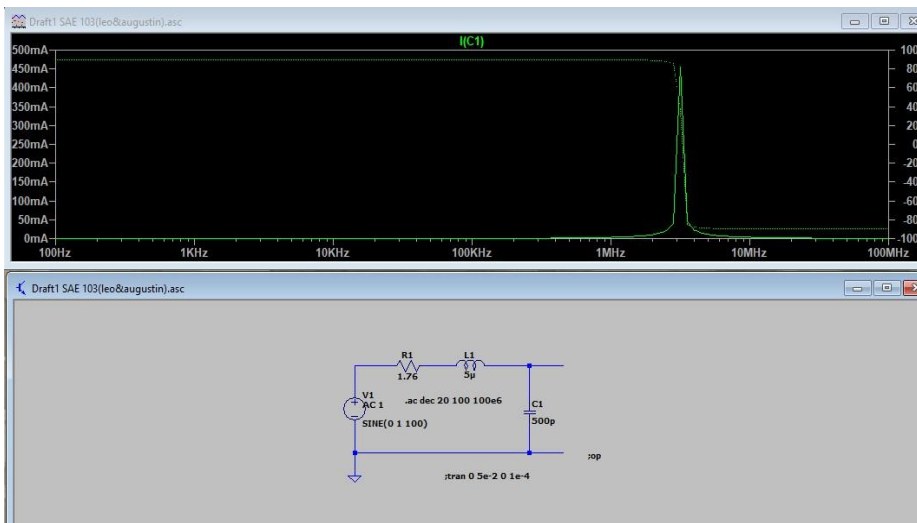 Draft1 SAE 103(leo&augustin).asc
I(C1)
500mA
450mA
400mA
350mA
300mA
250mA
200mA
150mA
100mA
50mA
0mA
100
80
60
40
20
0
-20
-40
-60
-80
-100
100Hz 1KHz 10KHz 100KHz 1MHz 10MHz 100MHz
Draft1 SAE 103(leo&augustin).asc
R1
1.76
L1
5µ
V1
AC 1
SINE(0 1 100)
.ac dec 20 100 100e6
C1
500p
;op
;tran 0 5e-2 0 1e-4